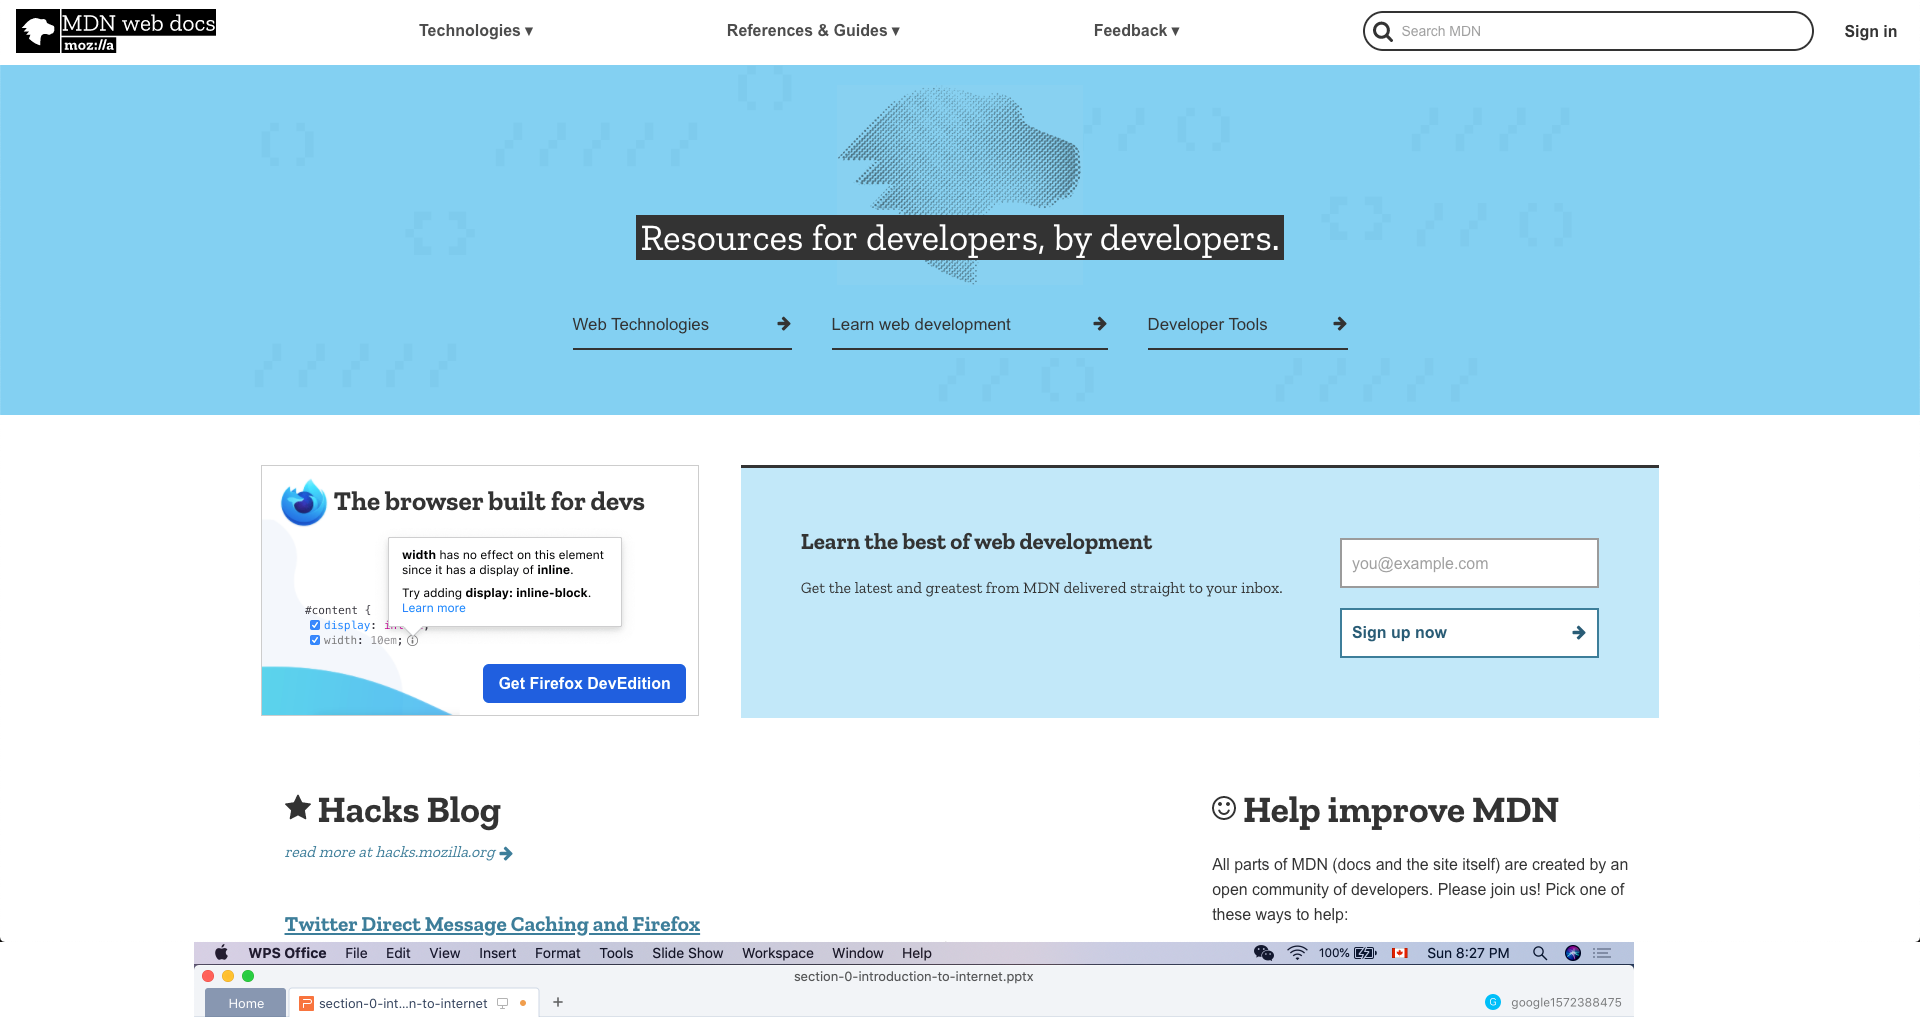 MDN web docs
moz://a
Technologies ▾
References & Guides ▾
Feedback ▾
Search MDN
Sign in
Resources for developers, by developers.
Web Technologies
Learn web development
Developer Tools
The browser built for devs
width has no effect on this element
since it has a display of inline.
Try adding display: inline-block.
Learn more
#content {
display:
width: 10em;
Get Firefox DevEdition
Learn the best of web development
Get the latest and greatest from MDN delivered straight to your inbox.
you@example.com
Sign up now
Hacks Blog
read more at hacks.mozilla.org
Twitter Direct Message Caching and Firefox
Help improve MDN
All parts of MDN (docs and the site itself) are created by an
open community of developers. Please join us! Pick one of
these ways to help:
WPS Office File Edit View Insert Format Tools Slide Show Workspace Window Help
100% Sun 8:27 PM
section-0-introduction-to-internet.pptx
Home
section-0-int...n-to-internet
+
G google1572388475